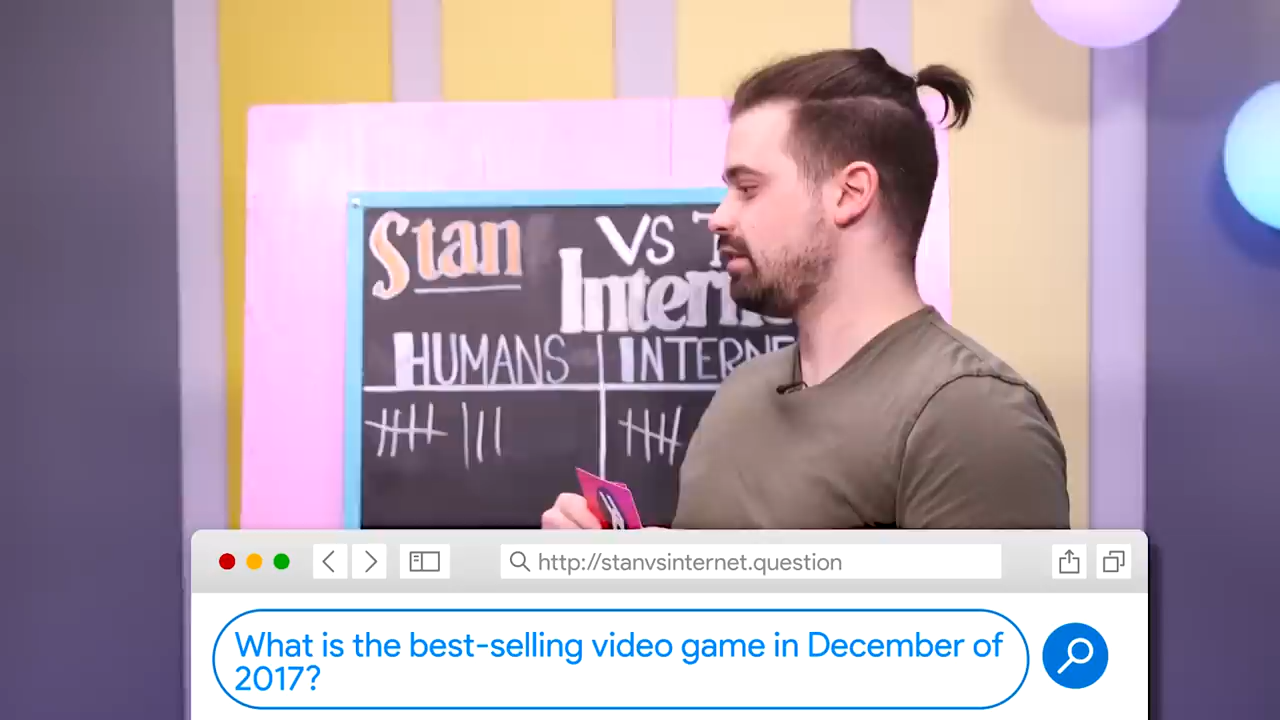 Stan
VS
HUMANS
http://stanvsinternet.question
What is the best-selling video game in December of
2017?